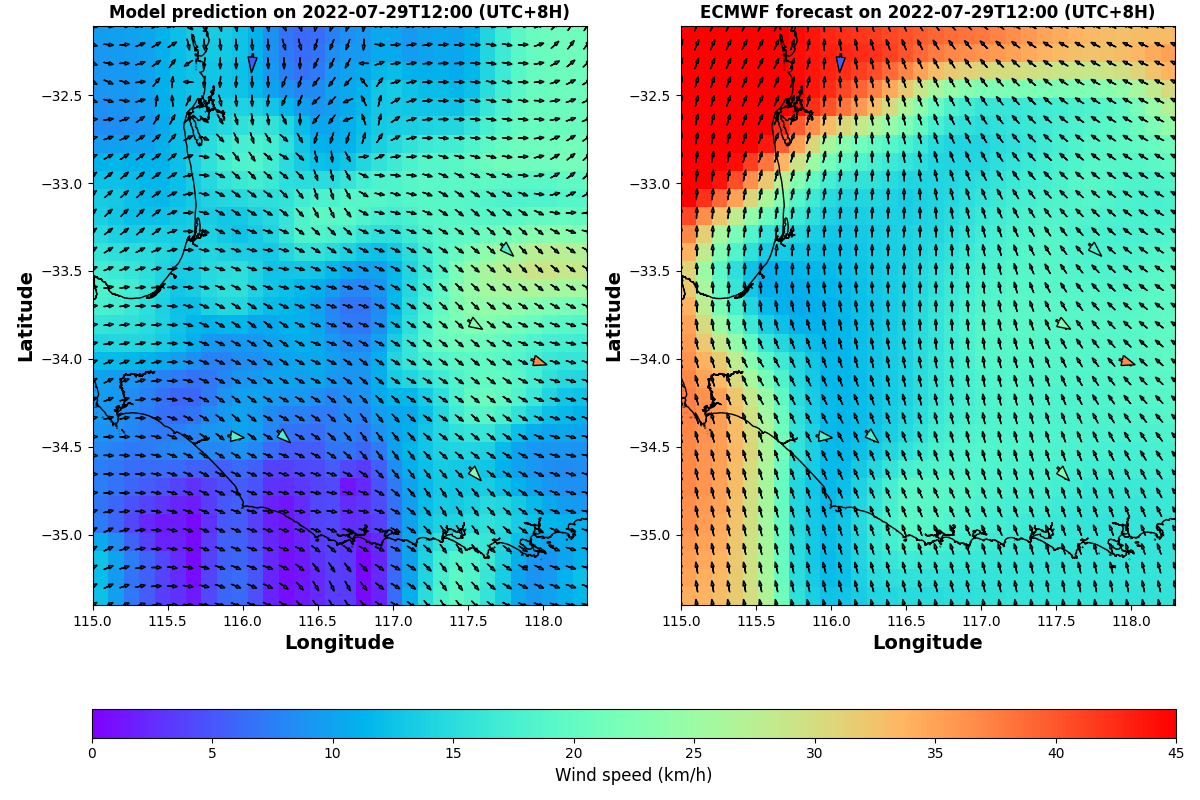 Model prediction on 2022-07-29T12:00 (UTC+8H)
ECMWF forecast on 2022-07-29T12:00 (UTC+8H)
Latitude
−32.5
−33.0
−33.5
−34.0
−34.5
−35.0
115.0 115.5 116.0 116.5 117.0 117.5 118.0
Longitude
Latitude
−32.5
−33.0
−33.5
−34.0
−34.5
−35.0
115.0 115.5 116.0 116.5 117.0 117.5 118.0
Longitude
0 5 10 15 20 25 30 35 40 45
Wind speed (km/h)